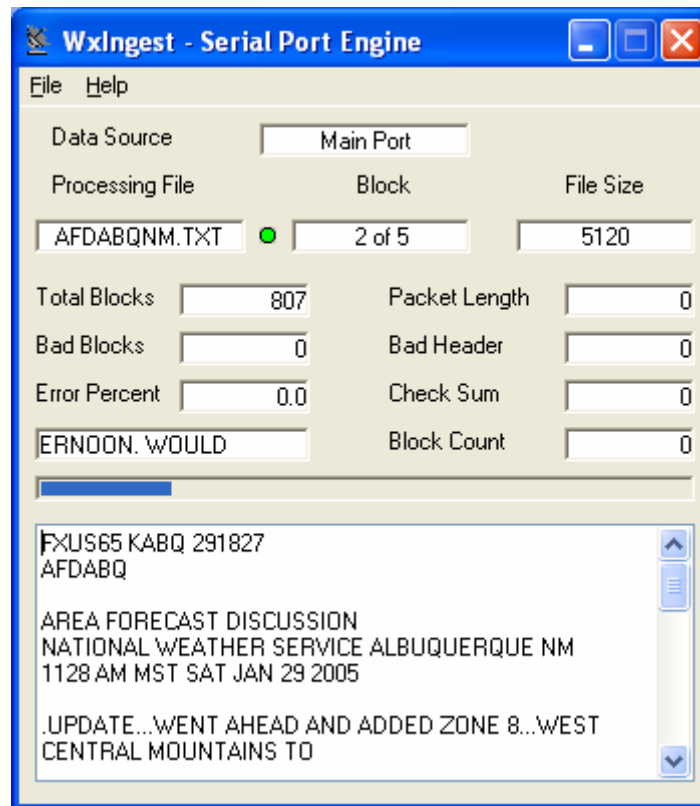 WxIngest - Serial Port Engine
File Help
Data Source Main Port
Processing File Block File Size
AFDABQNM.TXT 2 of 5 5120
Total Blocks 807 Packet Length 0
Bad Blocks 0 Bad Header 0
Error Percent 0.0 Check Sum 0
ERNOON. WOULD Block Count 0
FXUS65 KABQ 291827
AFDABQ
AREA FORECAST DISCUSSION
NATIONAL WEATHER SERVICE ALBUQUERQUE NM
1128 AM MST SAT JAN 29 2005
.UPDATE...WENT AHEAD AND ADDED ZONE 8...WEST
CENTRAL MOUNTAINS TO